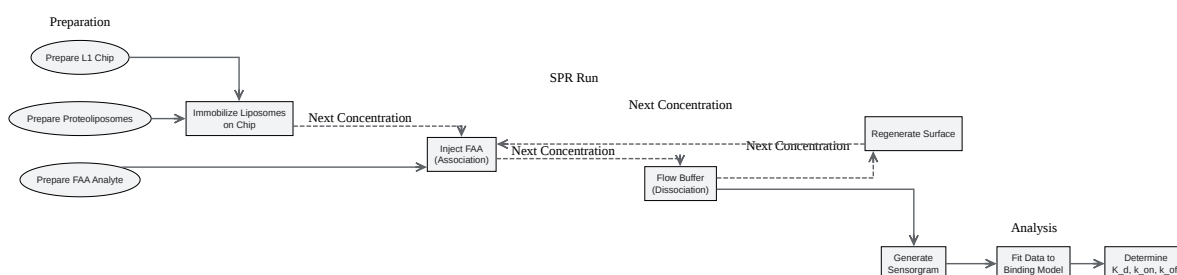 Preparation
Prepare L1 Chip
SPR Run
Next Concentration
Immobilize Liposomes
on Chip
Next Concentration
Prepare Proteoliposomes
Regenerate Surface
Inject FAA
(Association)
Next Concentration
Next Concentration
Prepare FAA Analyte
Flow Buffer
(Dissociation)
Analysis
Generate
Sensorgram
Fit Data to
Binding Model
Determine
K_d, k_on, k_of